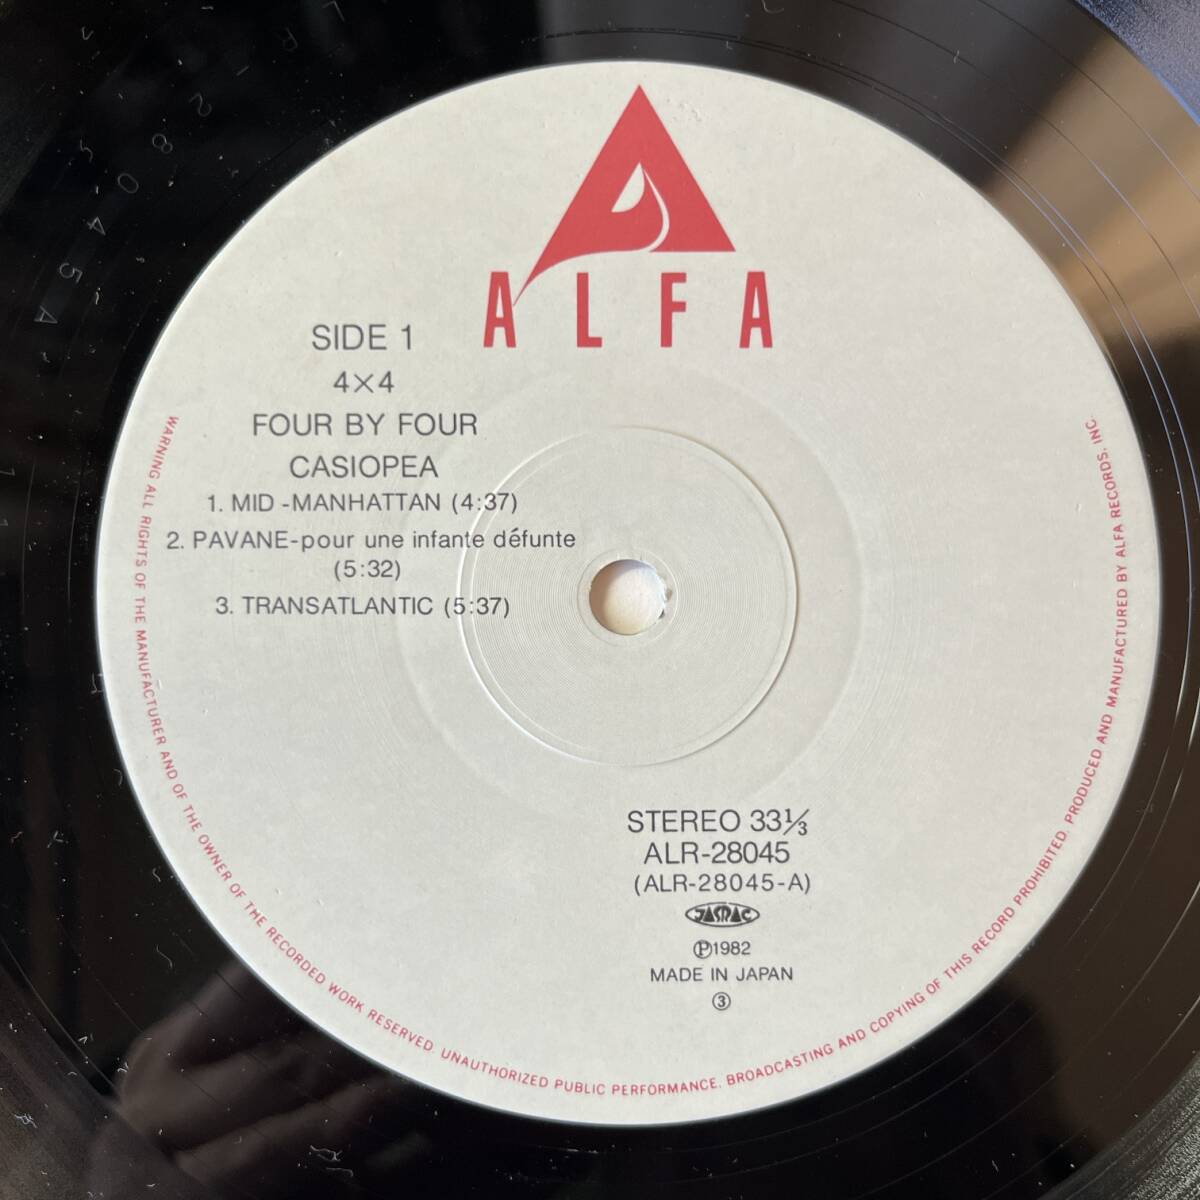 ALFA
SIDE 1
4×4
FOUR BY FOUR
CASIOPEA
1. MID-MANHATTAN (4:37)
2. PAVANE-pour une infante défunte
(5:32)
3. TRANSATLANTIC (5:37)
STEREO 33⅓
ALR-28045
(ALR-28045-A)
JASRAC
Ⓟ1982
MADE IN JAPAN
③
WARNING ALL RIGHTS OF THE MANUFACTURER AND OF THE OWNER OF THE RECORDED WORK RESERVED. UNAUTHORIZED PUBLIC PERFORMANCE, BROADCASTING AND COPYING OF THIS RECORD PROHIBITED. PRODUCED AND MANUFACTURED BY ALFA RECORDS, INC.